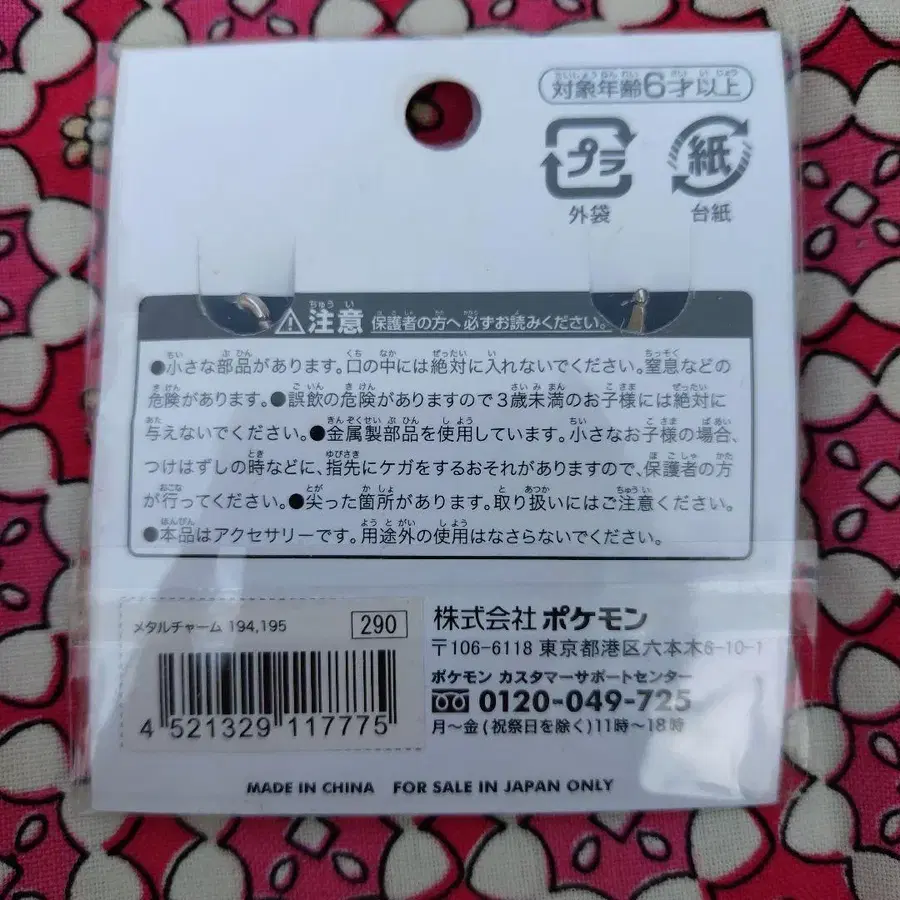 対象年齢6才以上
プラ
外袋
紙
台紙
注意 保護者の方へ必ずお読みください。
●小さな部品があります。口の中には絶対に入れないでください。窒息などの
危険があります。●誤飲の危険がありますので3歳未満のお子様には絶対に
与えないでください。●金属製部品を使用しています。小さなお子様の場合、
つけはずしの時などに、指先にケガをするおそれがありますので、保護者の方
が行ってください。●尖った箇所があります。取り扱いにはご注意ください。
●本品はアクセサリーです。用途外の使用はなさらないでください。
メタルチャーム 194,195 290
4 521329 117775
株式会社 ポケモン
〒106-6118 東京都港区六本木6-10-1
ポケモン カスタマーサポートセンター
0120-049-725
月〜金(祝祭日を除く)11時〜18時
MADE IN CHINA FOR SALE IN JAPAN ONLY